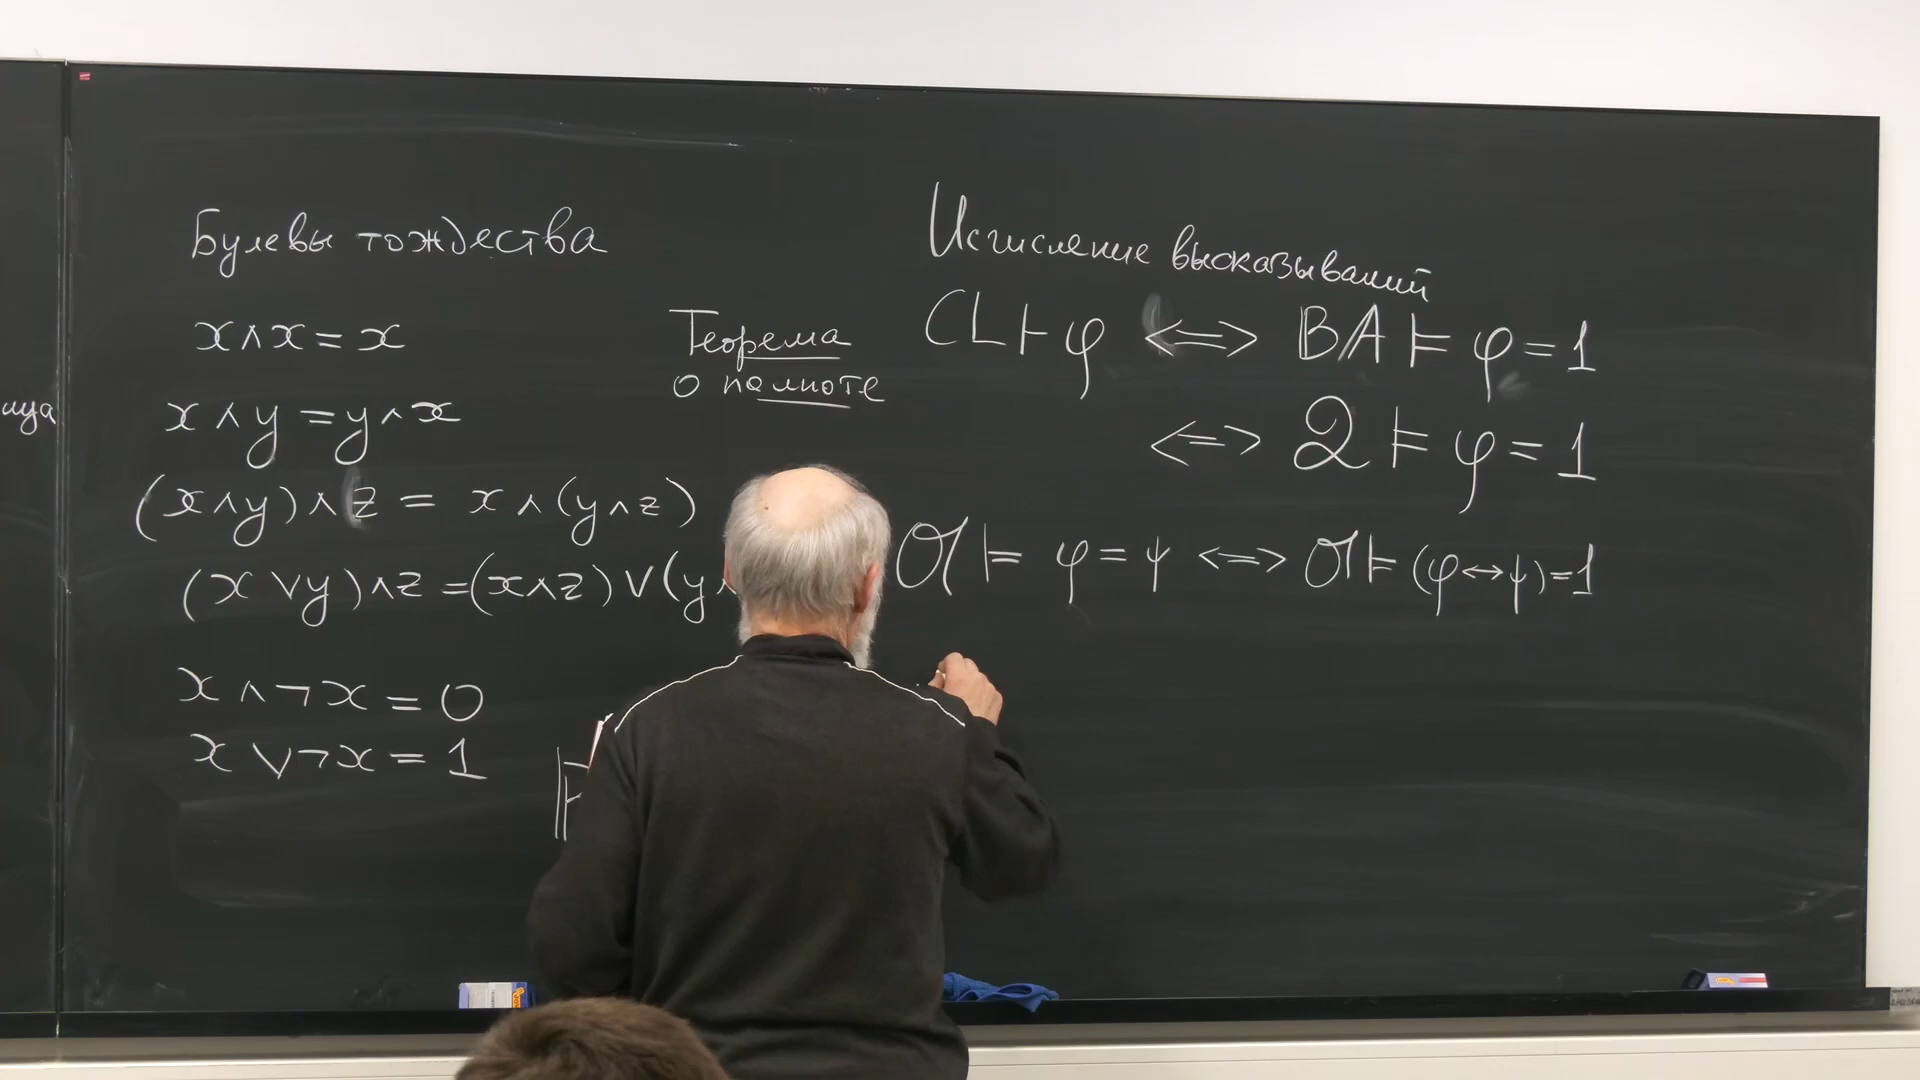 Булевы тождества
x∧x = x
x∧y = y∧x
(x∧y)∧z = x∧(y∧z)
(x∨y)∧z = (x∧z)∨(y∧
x∧¬x = 0
x∨¬x = 1
Теорема
о полноте
Исчисление высказываний
CL ⊢ φ ⇔ BA ⊨ φ = 1
⇔ 2 ⊨ φ = 1
𝔄 ⊨ φ = ψ ⇔ 𝔄 ⊨ (φ↔ψ) = 1